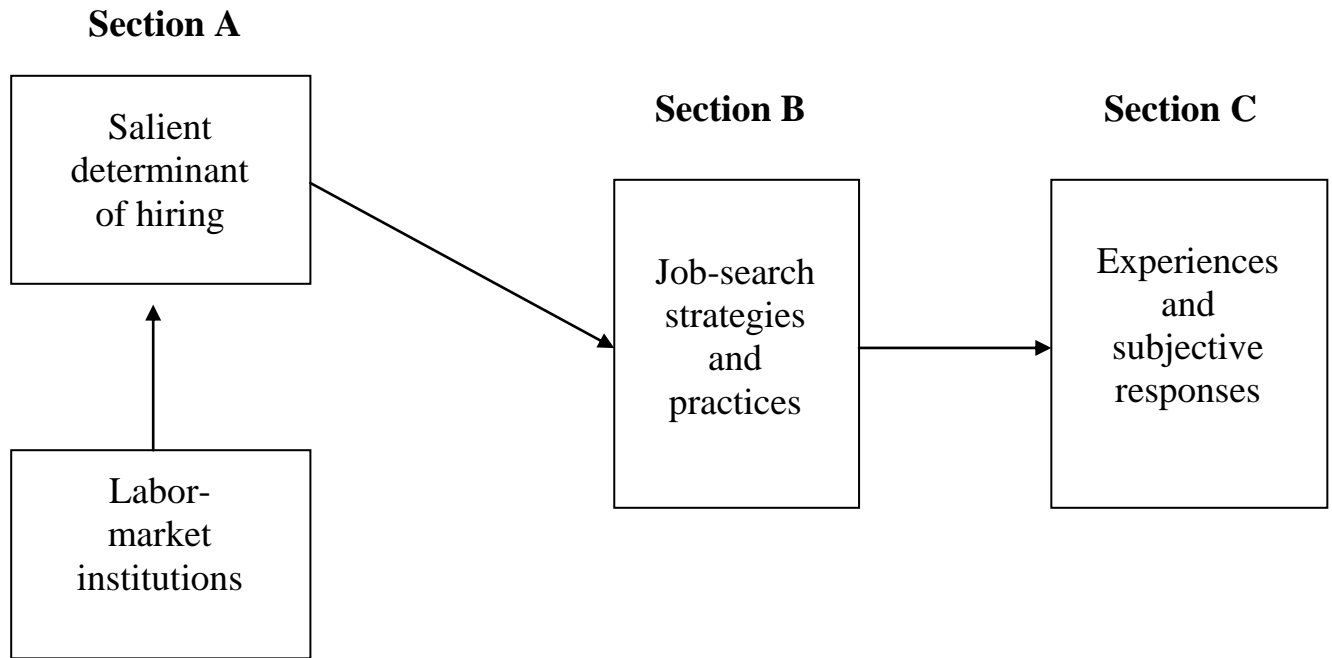 Section A
Salient
determinant
of hiring
Labor-
market
institutions
Section B
Job-search
strategies
and
practices
Section C
Experiences
and
subjective
responses